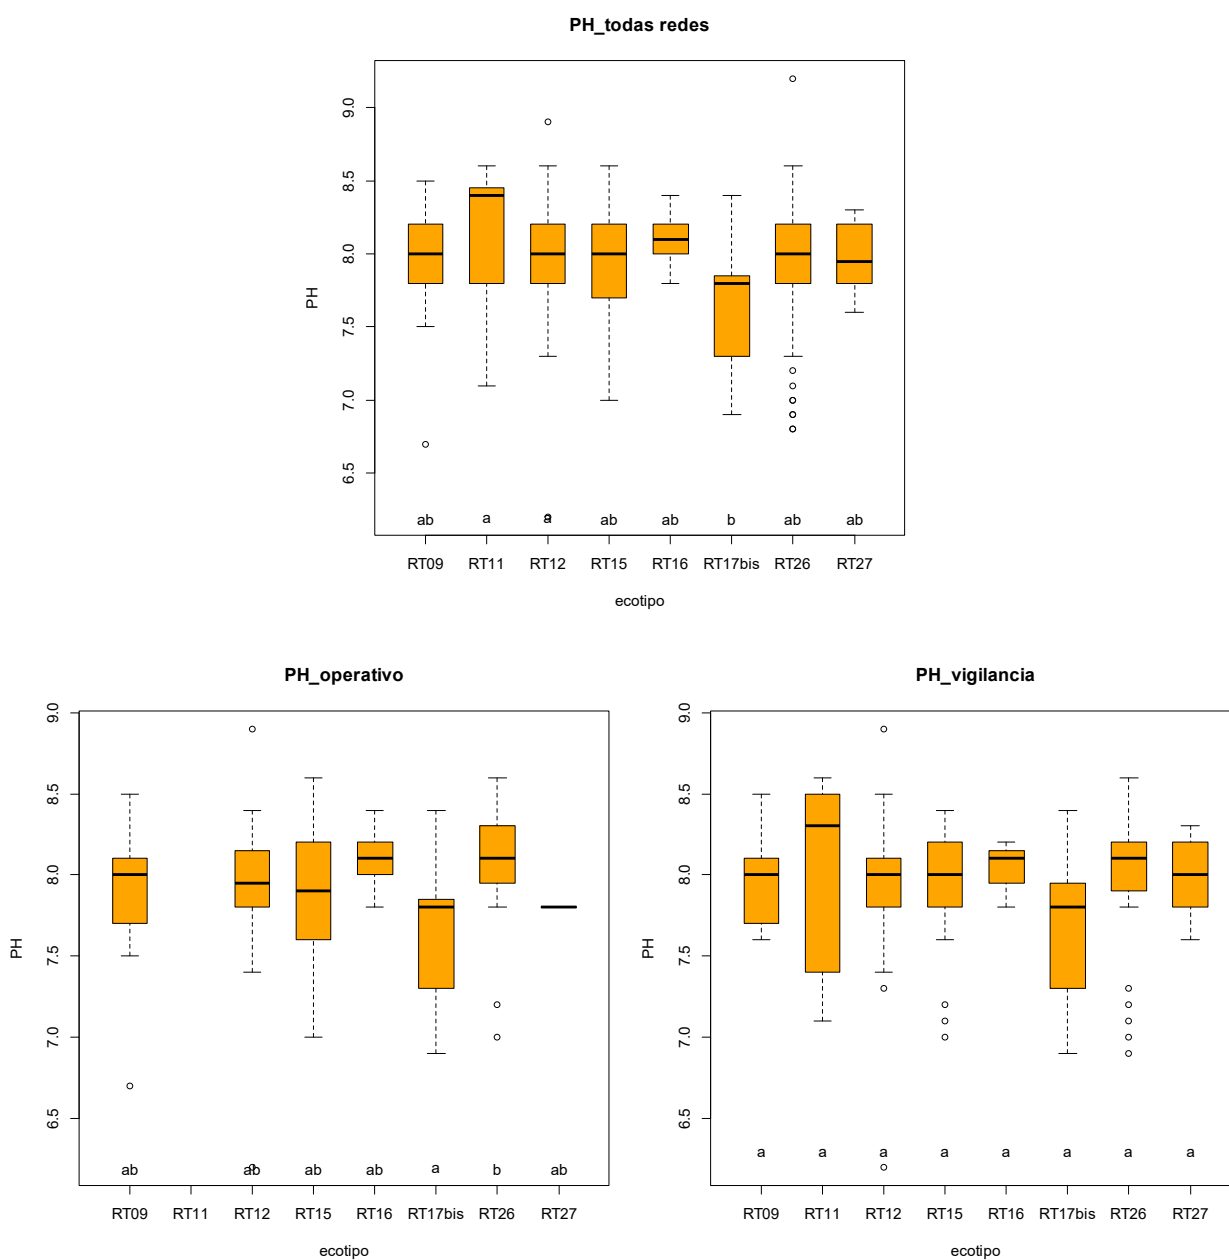 PH_todas redes
9.0
8.5
8.0
7.5
7.0
6.5
PH
ab a a ab ab b ab ab
RT09 RT11 RT12 RT15 RT16 RT17bis RT26 RT27
ecotipo
PH_operativo
9.0
8.5
8.0
7.5
7.0
6.5
PH
ab ab ab ab a b ab
RT09 RT11 RT12 RT15 RT16 RT17bis RT26 RT27
ecotipo
PH_vigilancia
9.0
8.5
8.0
7.5
7.0
6.5
PH
a a a a a a a a
RT09 RT11 RT12 RT15 RT16 RT17bis RT26 RT27
ecotipo